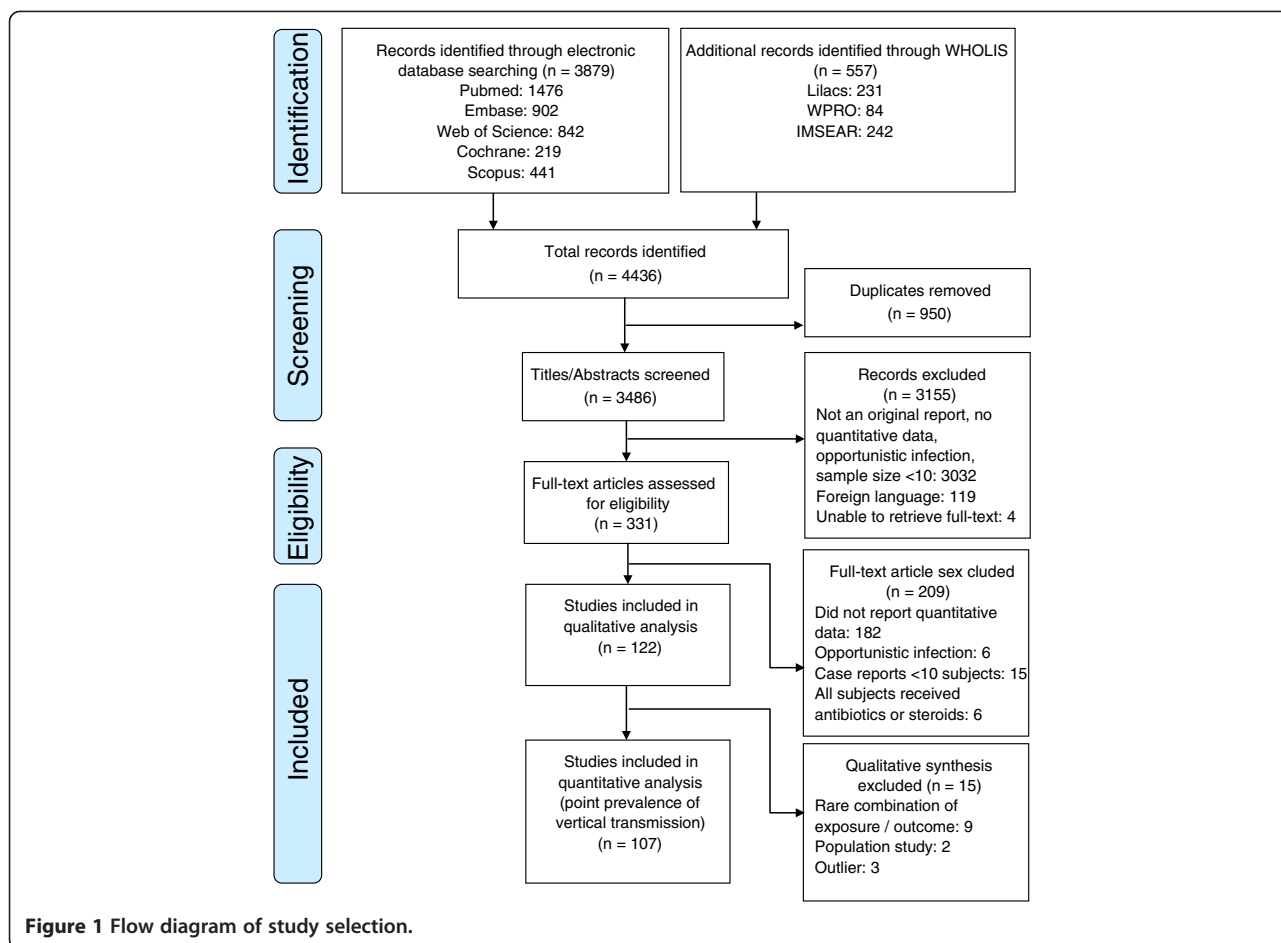 Identification
Records identified through electronic
database searching (n = 3879)
Pubmed: 1476
Embase: 902
Web of Science: 842
Cochrane: 219
Scopus: 441
Additional records identified through WHOLIS
(n = 557)
Lilacs: 231
WPRO: 84
IMSEAR: 242
Screening
Total records identified
(n = 4436)
Duplicates removed
(n = 950)
Titles/Abstracts screened
(n = 3486)
Records excluded
(n = 3155)
Not an original report, no
quantitative data,
opportunistic infection,
sample size <10: 3032
Foreign language: 119
Unable to retrieve full-text: 4
Eligibility
Full-text articles assessed
for eligibility
(n = 331)
Full-text article sex cluded
(n = 209)
Did not report quantitative
data: 182
Opportunistic infection: 6
Case reports <10 subjects: 15
All subjects received
antibiotics or steroids: 6
Included
Studies included in
qualitative analysis
(n = 122)
Studies included in
quantitative analysis
(point prevalence of
vertical transmission)
(n = 107)
Qualitative synthesis
excluded (n = 15)
Rare combination of
exposure / outcome: 9
Population study: 2
Outlier: 3
Figure 1 Flow diagram of study selection.